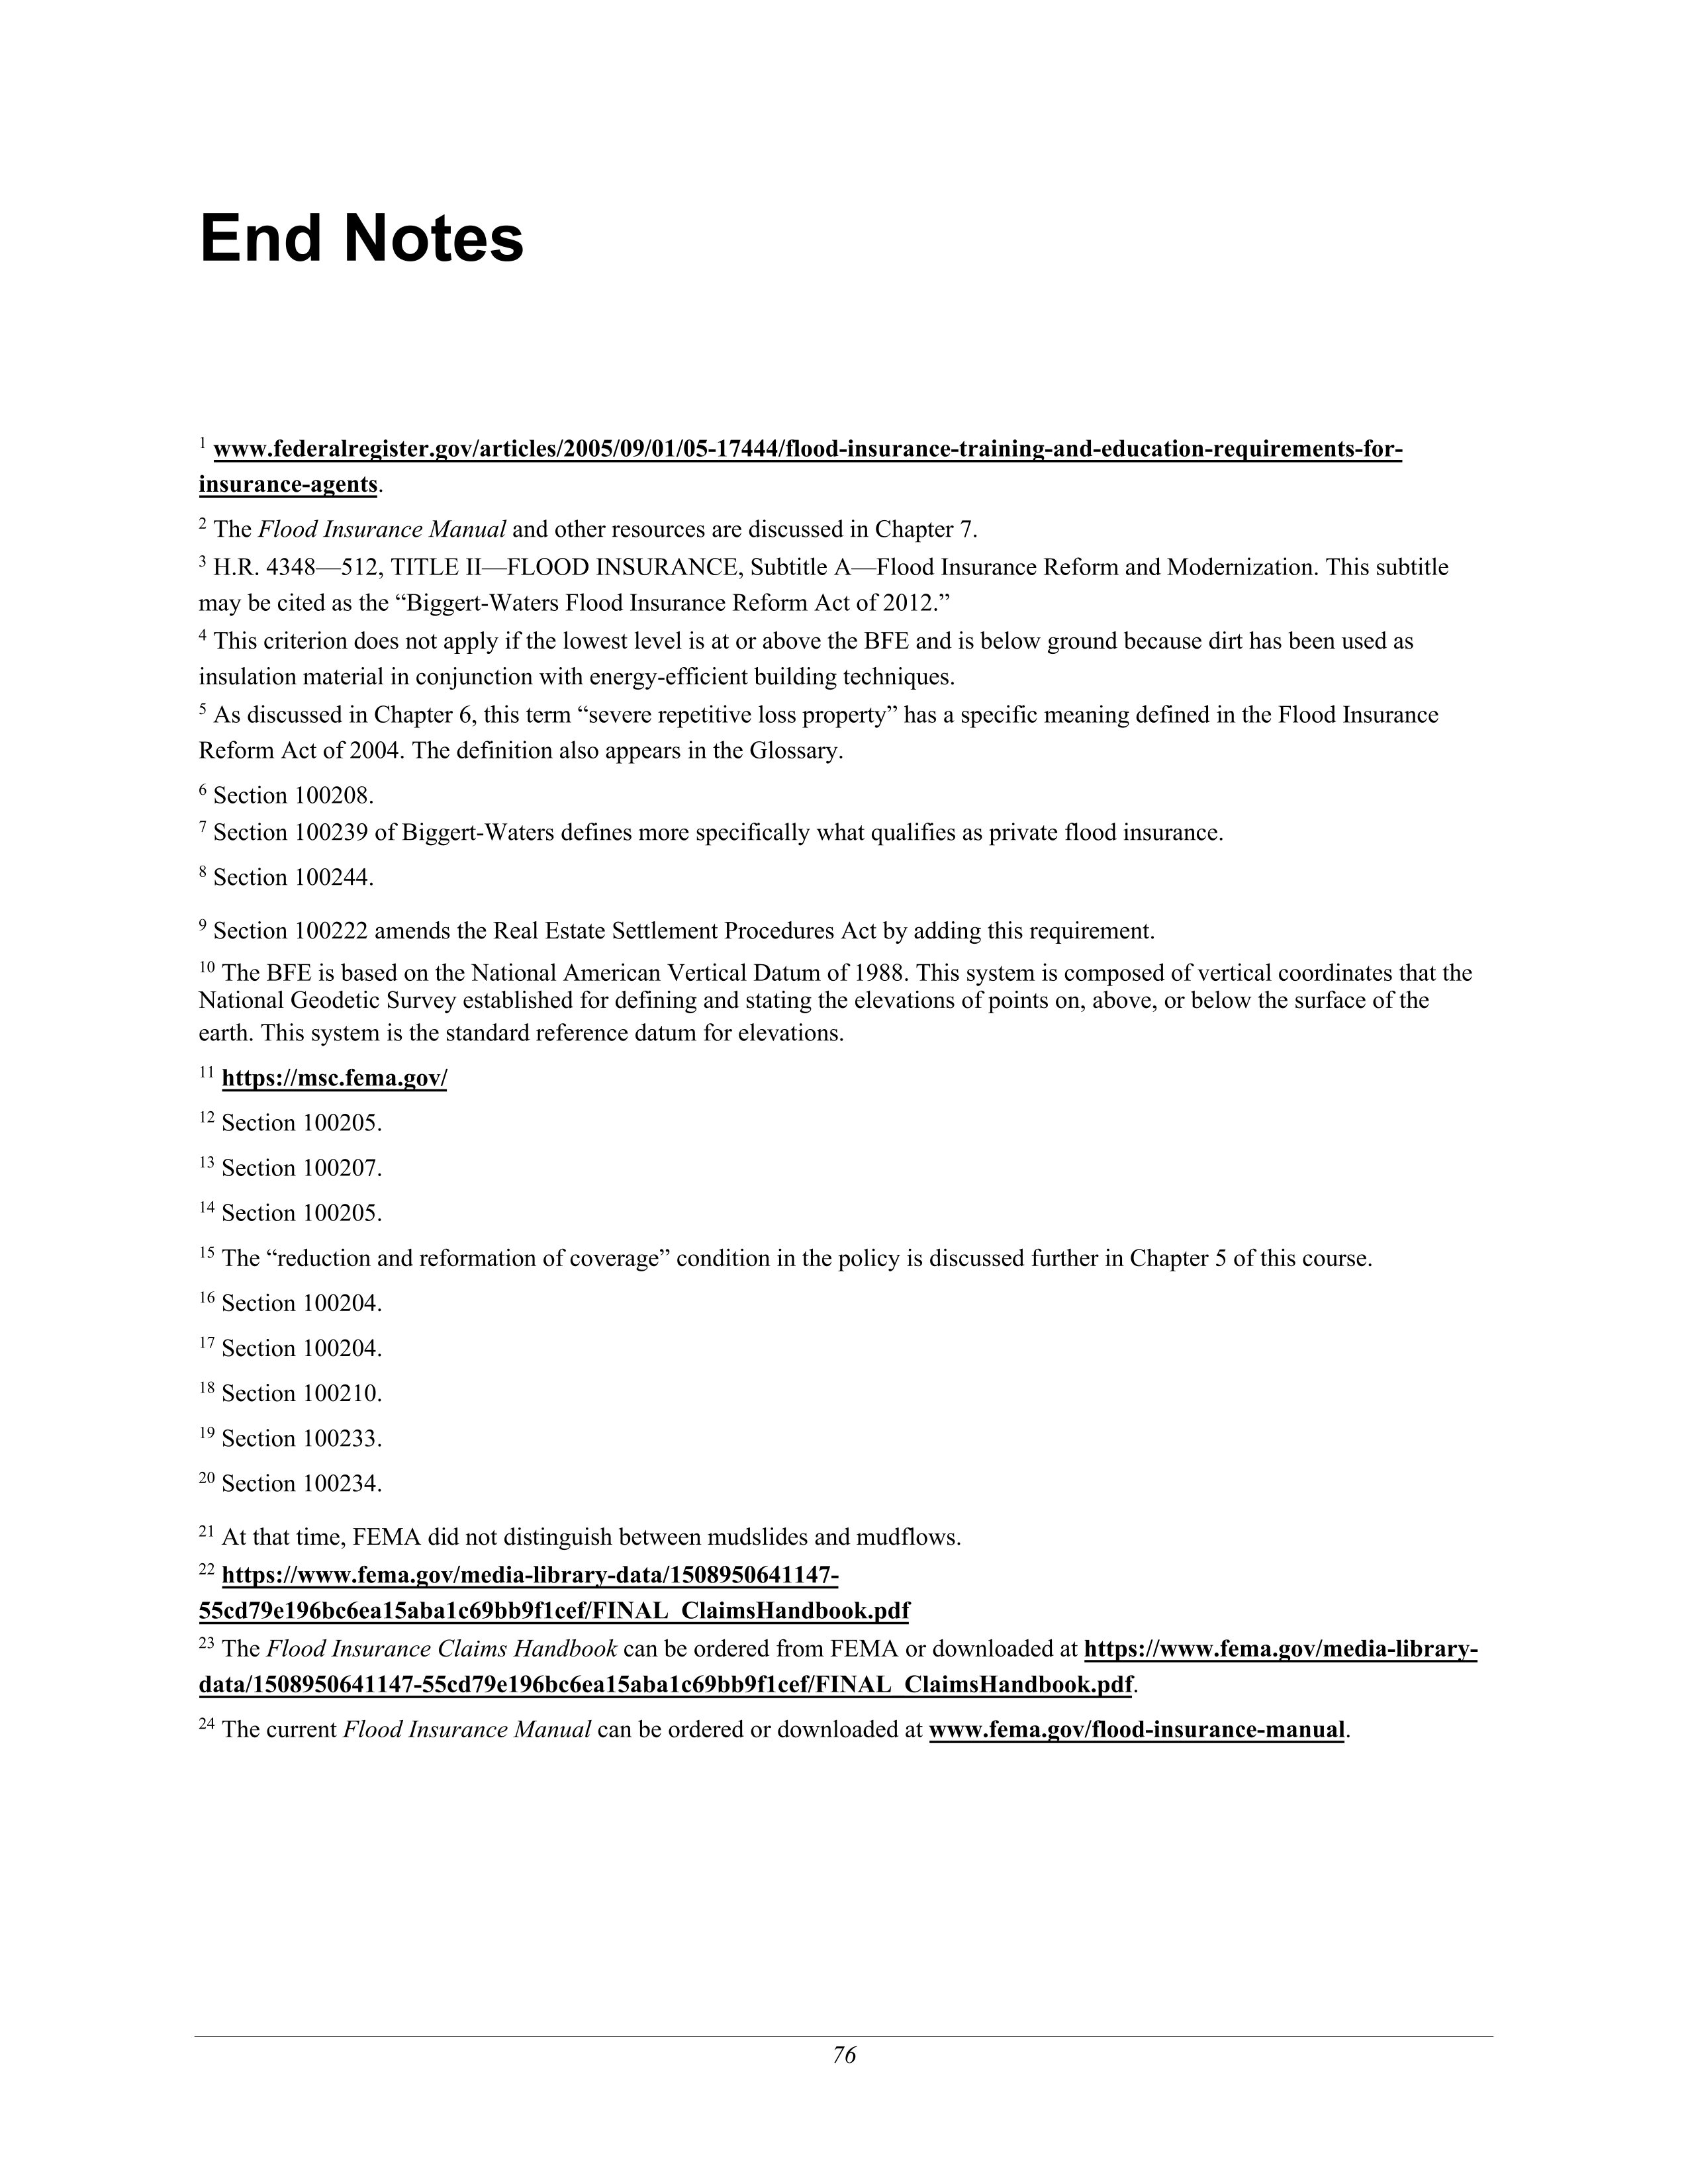 End Notes
1 www.federalregister.gov/articles/2005/09/01/05-17444/flood-insurance-training-and-education-requirements-for-
insurance-agents.
2 The Flood Insurance Manual and other resources are discussed in Chapter 7.
3 H.R. 4348—512, TITLE II—FLOOD INSURANCE, Subtitle A—Flood Insurance Reform and Modernization. This subtitle
may be cited as the “Biggert-Waters Flood Insurance Reform Act of 2012.”
4 This criterion does not apply if the lowest level is at or above the BFE and is below ground because dirt has been used as
insulation material in conjunction with energy-efficient building techniques.
5 As discussed in Chapter 6, this term “severe repetitive loss property” has a specific meaning defined in the Flood Insurance
Reform Act of 2004. The definition also appears in the Glossary.
6 Section 100208.
7 Section 100239 of Biggert-Waters defines more specifically what qualifies as private flood insurance.
8 Section 100244.
9 Section 100222 amends the Real Estate Settlement Procedures Act by adding this requirement.
10 The BFE is based on the National American Vertical Datum of 1988. This system is composed of vertical coordinates that the
National Geodetic Survey established for defining and stating the elevations of points on, above, or below the surface of the
earth. This system is the standard reference datum for elevations.
11 https://msc.fema.gov/
12 Section 100205.
13 Section 100207.
14 Section 100205.
15 The “reduction and reformation of coverage” condition in the policy is discussed further in Chapter 5 of this course.
16 Section 100204.
17 Section 100204.
18 Section 100210.
19 Section 100233.
20 Section 100234.
21 At that time, FEMA did not distinguish between mudslides and mudflows.
22 https://www.fema.gov/media-library-data/1508950641147-
55cd79e196bc6ea15aba1c69bb9f1cef/FINAL_ClaimsHandbook.pdf
23 The Flood Insurance Claims Handbook can be ordered from FEMA or downloaded at https://www.fema.gov/media-library-
data/1508950641147-55cd79e196bc6ea15aba1c69bb9f1cef/FINAL_ClaimsHandbook.pdf.
24 The current Flood Insurance Manual can be ordered or downloaded at www.fema.gov/flood-insurance-manual.
76